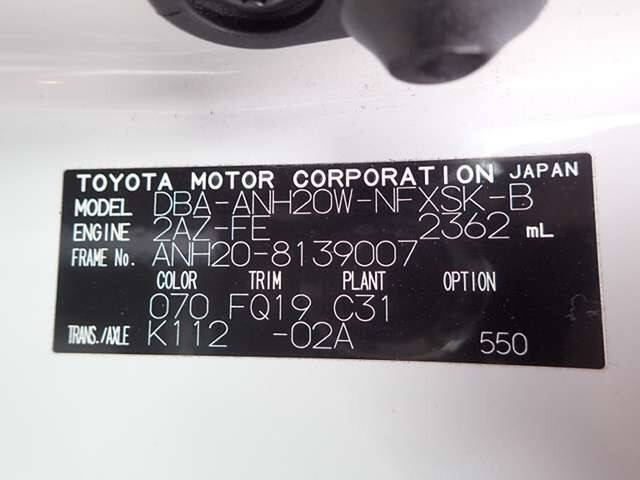 TOYOTA MOTOR CORPORATION JAPAN
MODEL DBA-ANH20W-NFXSK-B
ENGINE 2AZ-FE 2362 mL
FRAME No. ANH20-8139007
COLOR TRIM PLANT OPTION
070 FQ19 C31
TRANS./AXLE K112 -02A 550